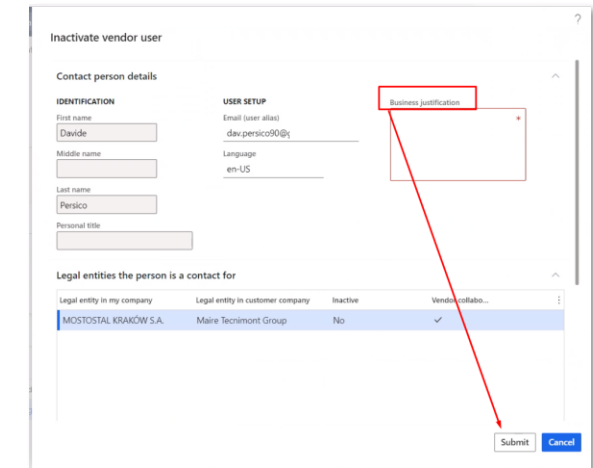 ?
Inactivate vendor user
Contact person details
IDENTIFICATION
First name
Davide
Middle name
Last name
Persico
Personal title
USER SETUP
Email (user alias)
dav.persico90@g
Language
en-US
Business justification
*
Legal entities the person is a contact for
Legal entity in my company Legal entity in customer company Inactive Vendor collabo...
MOSTOSTAL KRAKÓW S.A. Maire Tecnimont Group No
Submit Cancel